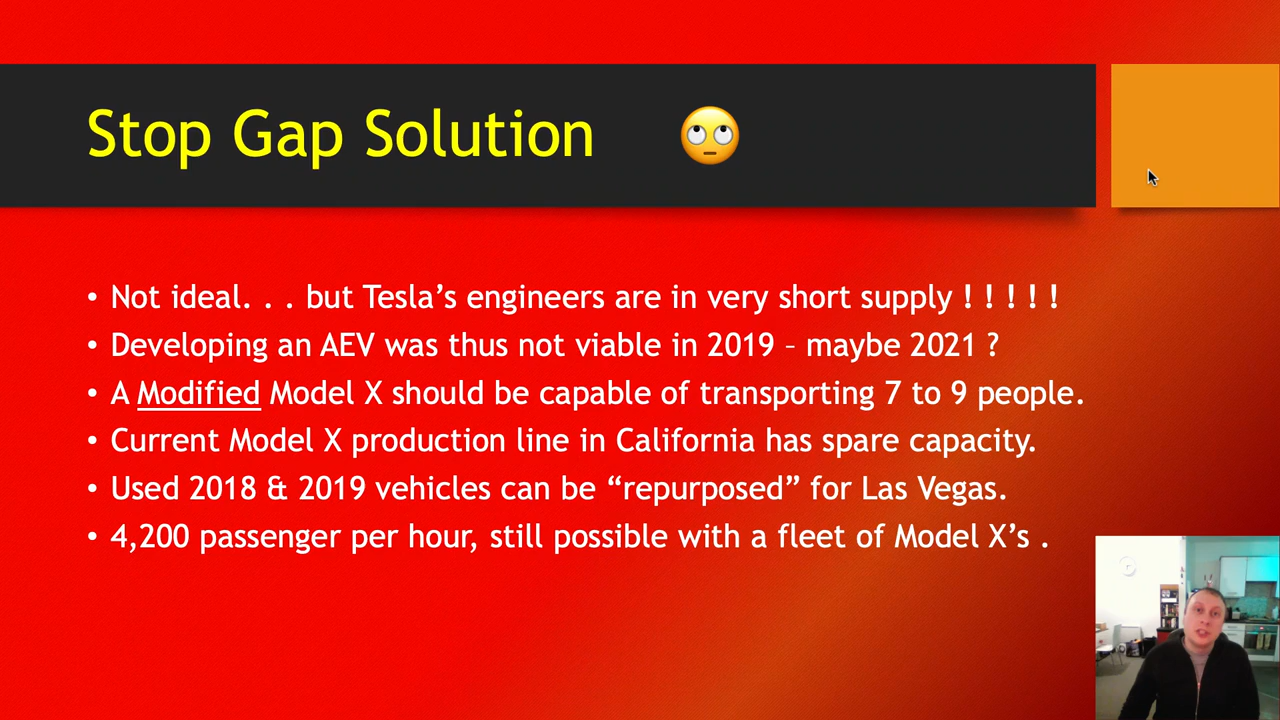 Stop Gap Solution 🙄
• Not ideal. . . but Tesla’s engineers are in very short supply ! ! ! ! !
• Developing an AEV was thus not viable in 2019 – maybe 2021 ?
• A Modified Model X should be capable of transporting 7 to 9 people.
• Current Model X production line in California has spare capacity.
• Used 2018 & 2019 vehicles can be “repurposed” for Las Vegas.
• 4,200 passenger per hour, still possible with a fleet of Model X’s .